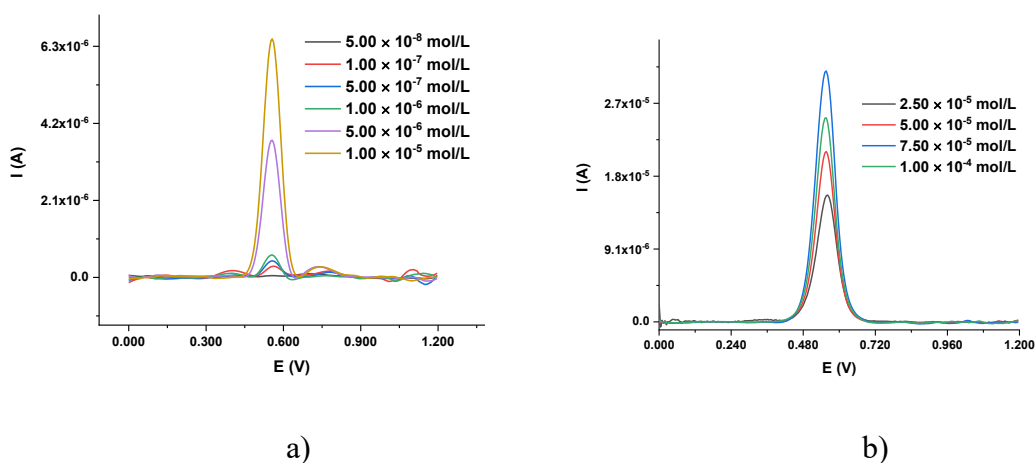 6.3x10⁻⁶
4.2x10⁻⁶
2.1x10⁻⁶
0.0
I (A)
0.000 0.300 0.600 0.900 1.200
E (V)
5.00 × 10⁻⁸ mol/L
1.00 × 10⁻⁷ mol/L
5.00 × 10⁻⁷ mol/L
1.00 × 10⁻⁶ mol/L
5.00 × 10⁻⁶ mol/L
1.00 × 10⁻⁵ mol/L
a)
2.7x10⁻⁵
1.8x10⁻⁵
9.1x10⁻⁶
0.0
I (A)
0.000 0.240 0.480 0.720 0.960 1.200
E (V)
2.50 × 10⁻⁵ mol/L
5.00 × 10⁻⁵ mol/L
7.50 × 10⁻⁵ mol/L
1.00 × 10⁻⁴ mol/L
b)